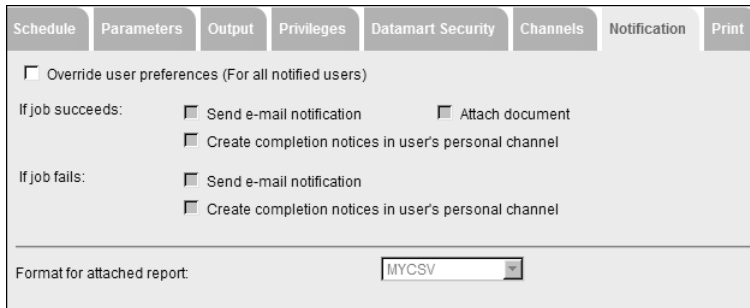 Schedule Parameters Output Privileges Datamart Security Channels Notification Print
Override user preferences (For all notified users)
If job succeeds: Send e-mail notification Attach document
Create completion notices in user's personal channel
If job fails: Send e-mail notification
Create completion notices in user's personal channel
Format for attached report: MYCSV